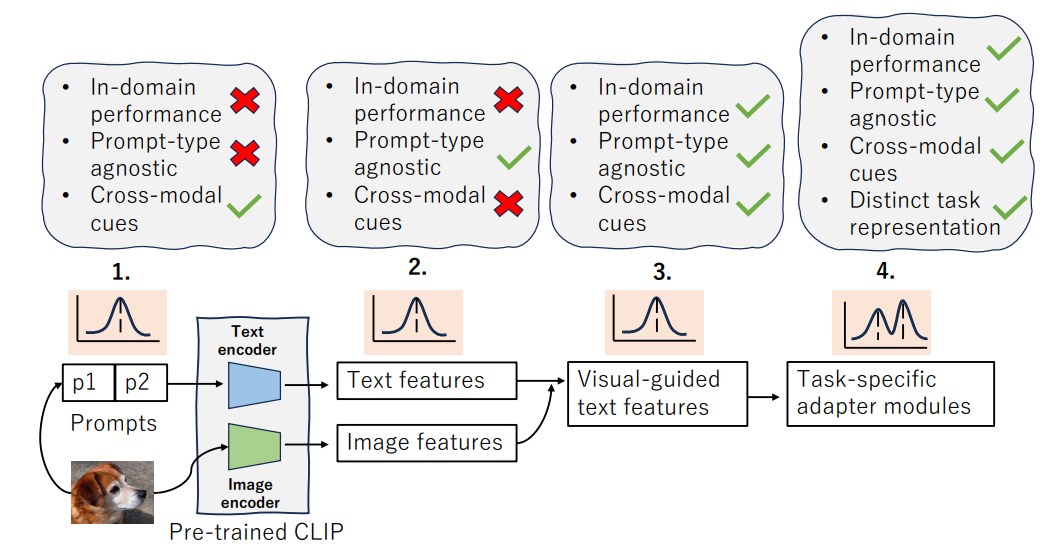 • In-domain
performance
• Prompt-type
agnostic
• Cross-modal
cues
• In-domain
performance
• Prompt-type
agnostic
• Cross-modal
cues
• In-domain
performance
• Prompt-type
agnostic
• Cross-modal
cues
• In-domain
performance
• Prompt-type
agnostic
• Cross-modal
cues
• Distinct task
representation
1.
2.
3.
4.
p1
p2
Prompts
Text
encoder
Image
encoder
Pre-trained CLIP
Text features
Image features
Visual-guided
text features
Task-specific
adapter modules